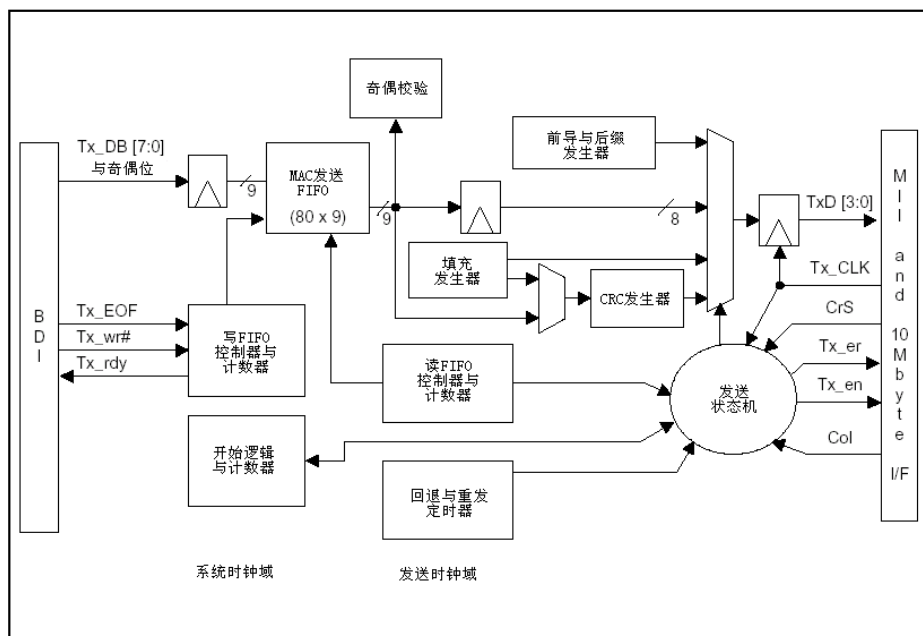 奇偶校验
前导与后缀
发生器
Tx_DB [7:0]
与奇偶位
9
MAC发送
FIFO
(80 x 9)
9
8
TxD [3:0]
填充
发生器
CRC发生器
Tx_CLK
BDI
Tx_EOF
Tx_wr#
Tx_rdy
写FIFO
控制器与
计数器
读FIFO
控制器与
计数器
发送
状态机
CrS
Tx_er
Tx_en
Col
MII and 10Mbyte I/F
开始逻辑
与计数器
回退与重发
定时器
系统时钟域
发送时钟域